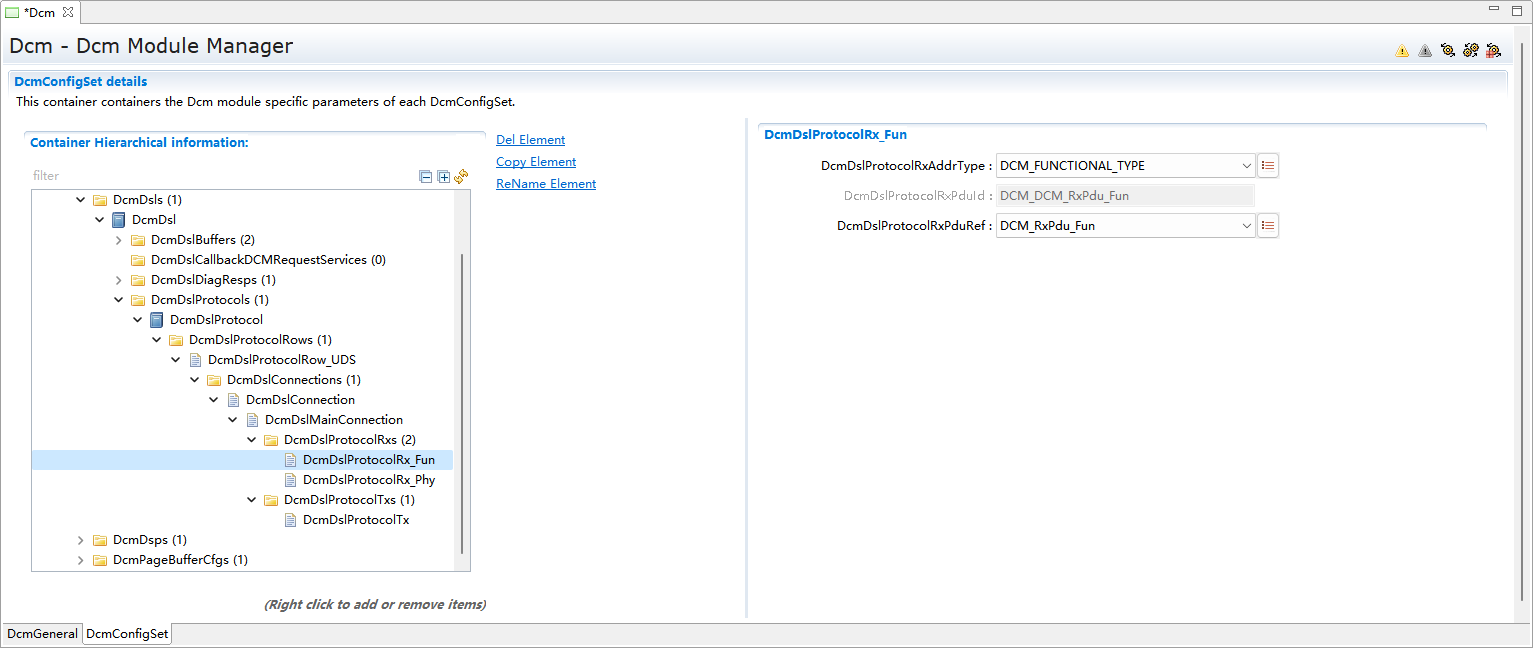 *Dcm
Dcm - Dcm Module Manager
DcmConfigSet details
This container containers the Dcm module specific parameters of each DcmConfigSet.
Container Hierarchical information:
filter
DcmDsls (1)
DcmDsl
DcmDslBuffers (2)
DcmDslCallbackDCMRequestServices (0)
DcmDslDiagResps (1)
DcmDslProtocols (1)
DcmDslProtocol
DcmDslProtocolRows (1)
DcmDslProtocolRow_UDS
DcmDslConnections (1)
DcmDslConnection
DcmDslMainConnection
DcmDslProtocolRxs (2)
DcmDslProtocolRx_Fun
DcmDslProtocolRx_Phy
DcmDslProtocolTxs (1)
DcmDslProtocolTx
DcmDsps (1)
DcmPageBufferCfgs (1)
(Right click to add or remove items)
Del Element
Copy Element
ReName Element
DcmDslProtocolRx_Fun
DcmDslProtocolRxAddrType : DCM_FUNCTIONAL_TYPE
DcmDslProtocolRxPduId : DCM_DCM_RxPdu_Fun
DcmDslProtocolRxPduRef : DCM_RxPdu_Fun
DcmGeneral DcmConfigSet